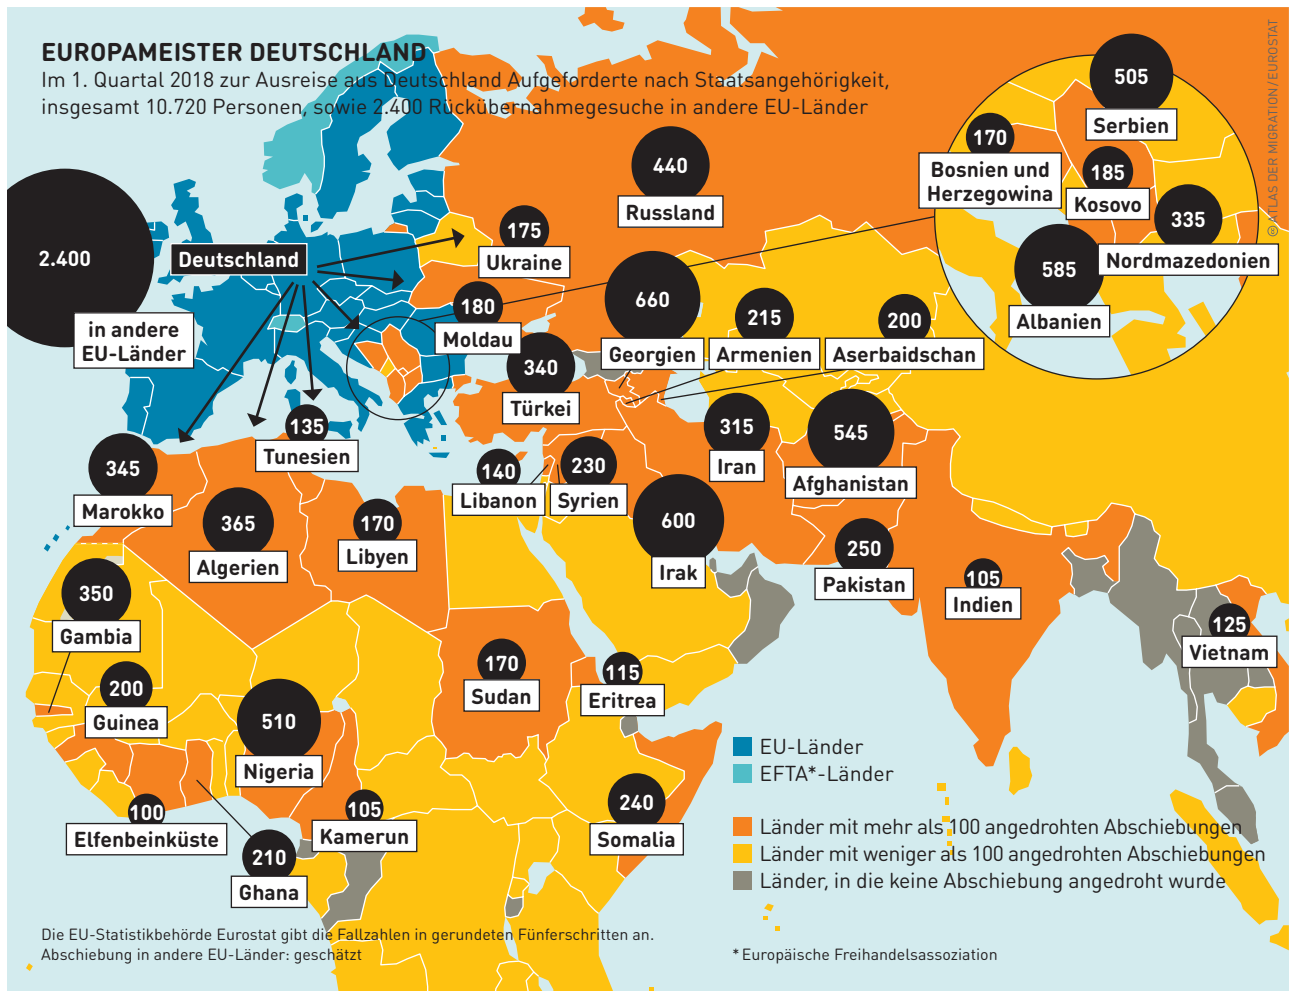 EUROPAMEISTER DEUTSCHLAND
Im 1. Quartal 2018 zur Ausreise aus Deutschland Aufgeforderte nach Staatsangehörigkeit,
insgesamt 10.720 Personen, sowie 2.400 Rückübernahmegesuche in andere EU-Länder
© ATLAS DER MIGRATION / EUROSTAT
505
Serbien
170
Bosnien und
Herzegowina
185
Kosovo
335
Nordmazedonien
585
Albanien
440
Russland
175
Ukraine
2.400
in andere
EU-Länder
Deutschland
180
Moldau
660
Georgien
215
Armenien
200
Aserbaidschan
340
Türkei
135
Tunesien
315
Iran
545
Afghanistan
345
Marokko
140
Libanon
230
Syrien
365
Algerien
170
Libyen
600
Irak
250
Pakistan
105
Indien
350
Gambia
125
Vietnam
200
Guinea
170
Sudan
115
Eritrea
510
Nigeria
100
Elfenbeinküste
105
Kamerun
240
Somalia
210
Ghana
EU-Länder
EFTA*-Länder
Länder mit mehr als 100 angedrohten Abschiebungen
Länder mit weniger als 100 angedrohten Abschiebungen
Länder, in die keine Abschiebung angedroht wurde
Die EU-Statistikbehörde Eurostat gibt die Fallzahlen in gerundeten Fünferschritten an.
Abschiebung in andere EU-Länder: geschätzt
* Europäische Freihandelsassoziation